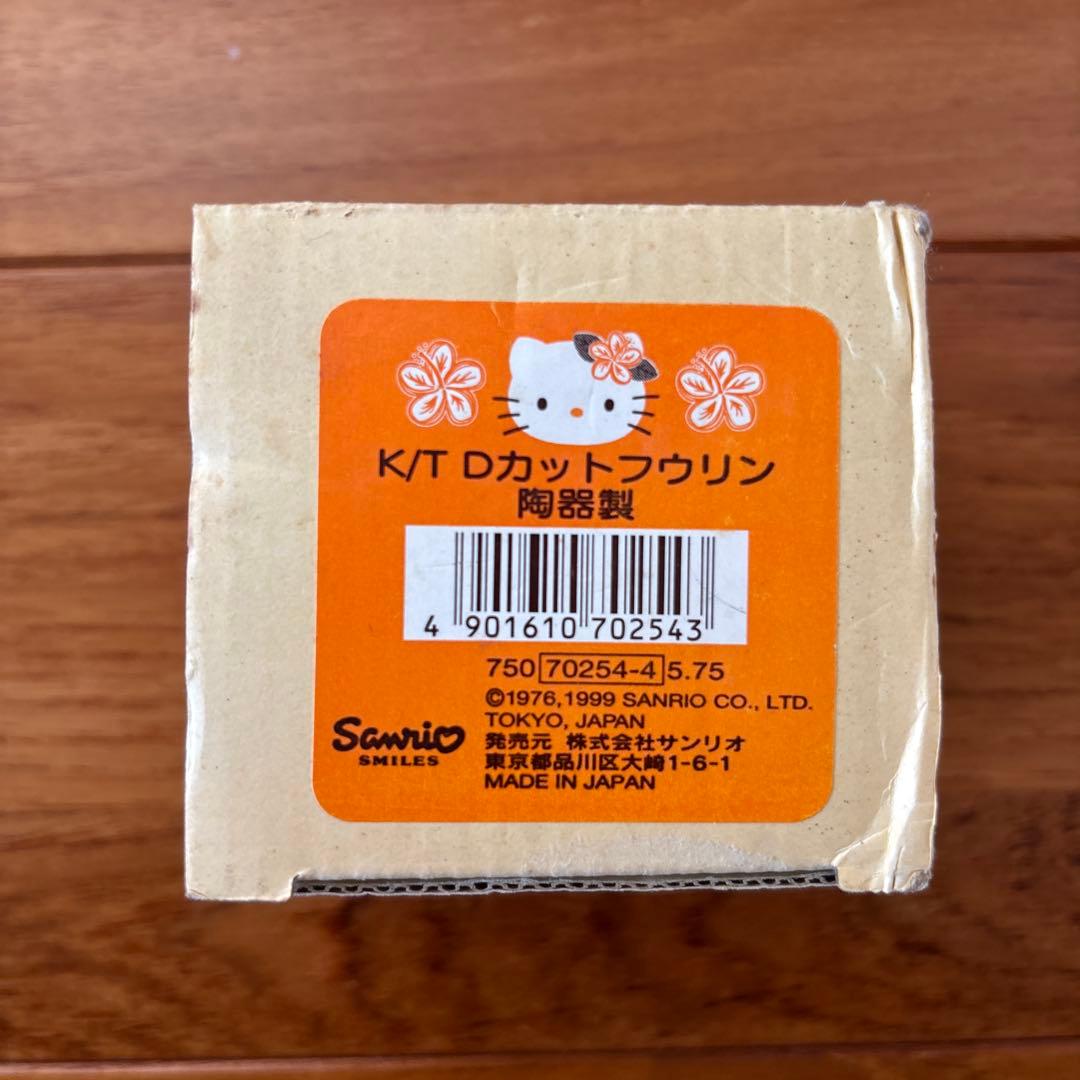 K/T Dカットフウリン
陶器製
4 901610 702543
750 70254-4 5.75
©1976,1999 SANRIO CO., LTD.
TOKYO, JAPAN
Sanrio
SMILES
発売元 株式会社サンリオ
東京都品川区大崎1-6-1
MADE IN JAPAN